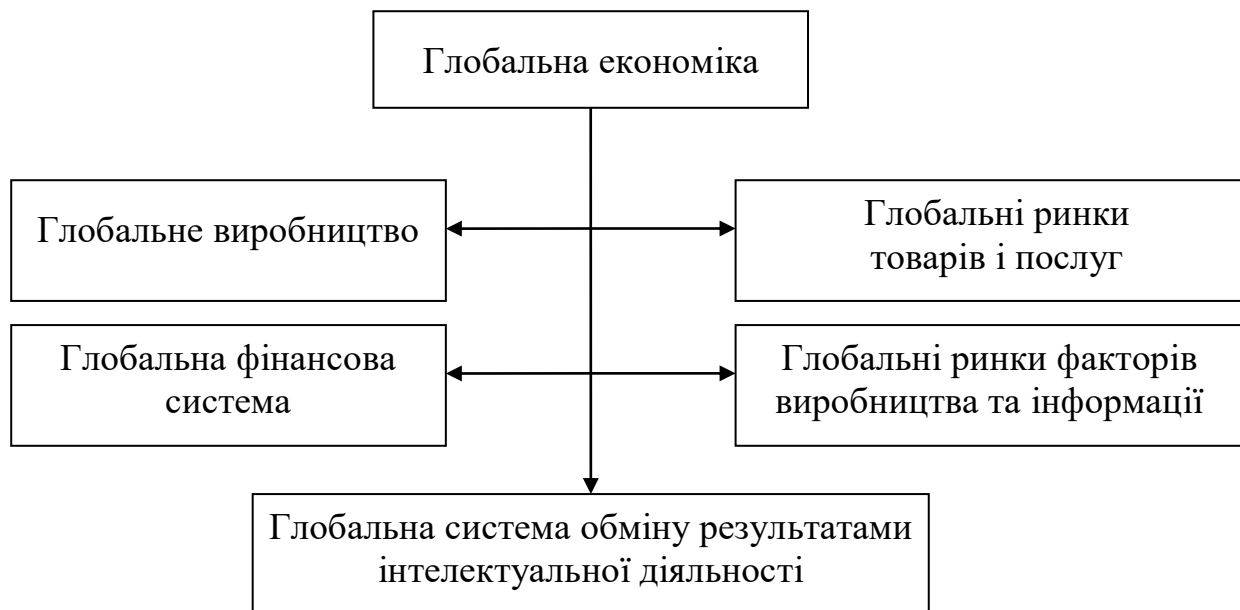 Глобальна економіка
Глобальне виробництво
Глобальні ринки
товарів і послуг
Глобальна фінансова
система
Глобальні ринки факторів
виробництва та інформації
Глобальна система обміну результатами
інтелектуальної діяльності